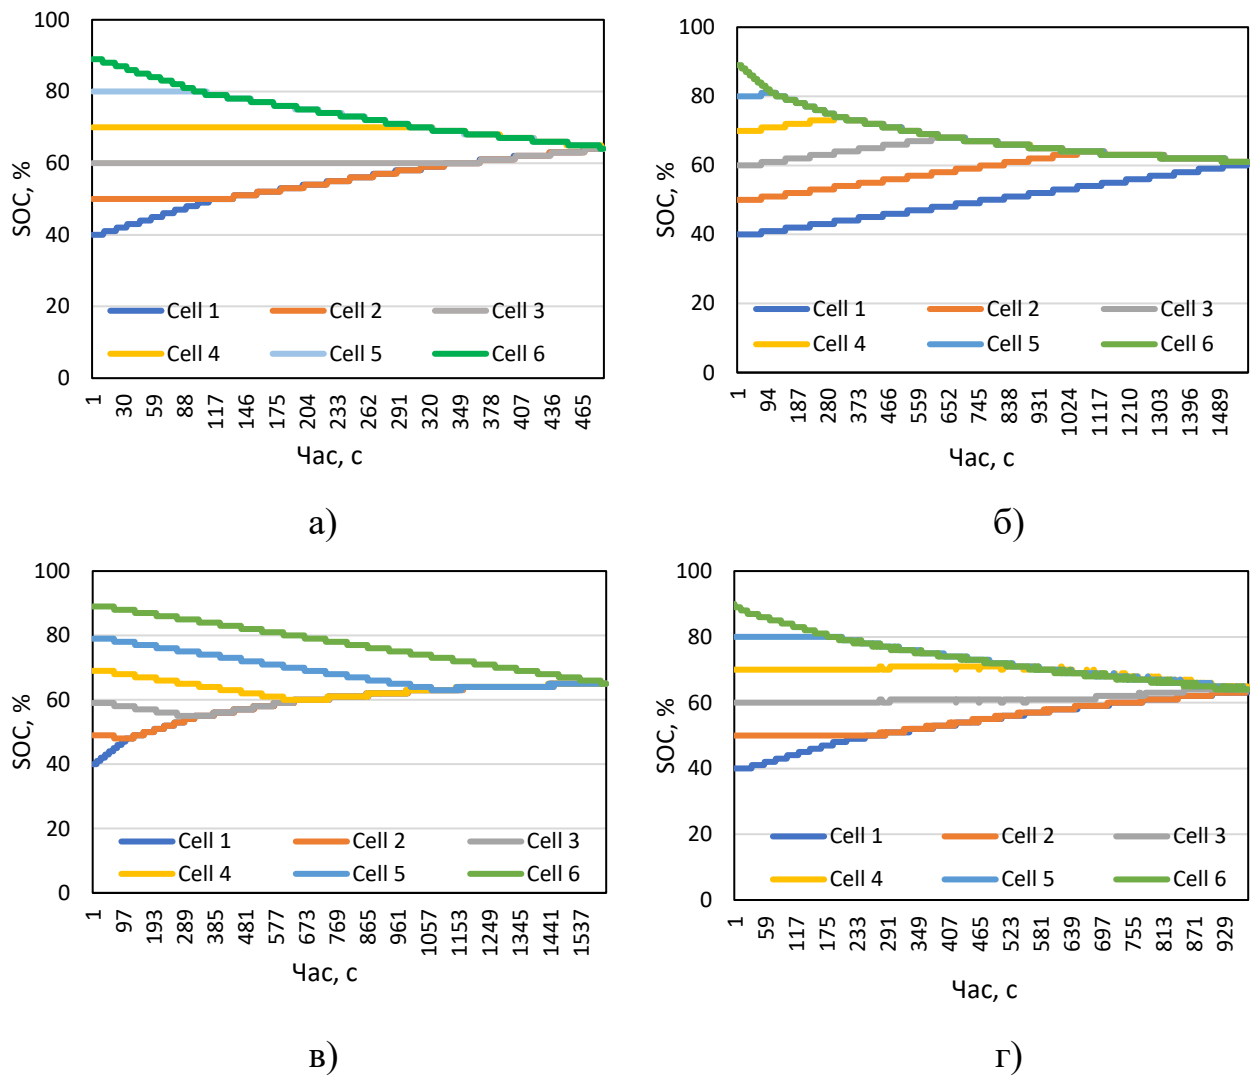 100
80
60
40
20
0
SOC, %
Cell 1 Cell 2 Cell 3
Cell 4 Cell 5 Cell 6
1 30 59 88 117 146 175 204 233 262 291 320 349 378 407 436 465
Час, с
а)
100
80
60
40
20
0
SOC, %
Cell 1 Cell 2 Cell 3
Cell 4 Cell 5 Cell 6
1 94 187 280 373 466 559 652 745 838 931 1024 1117 1210 1303 1396 1489
Час, с
б)
100
80
60
40
20
0
SOC, %
Cell 1 Cell 2 Cell 3
Cell 4 Cell 5 Cell 6
1 97 193 289 385 481 577 673 769 865 961 1057 1153 1249 1345 1441 1537
Час, с
в)
100
80
60
40
20
0
SOC, %
Cell 1 Cell 2 Cell 3
Cell 4 Cell 5 Cell 6
1 59 117 175 233 291 349 407 465 523 581 639 697 755 813 871 929
Час, с
г)